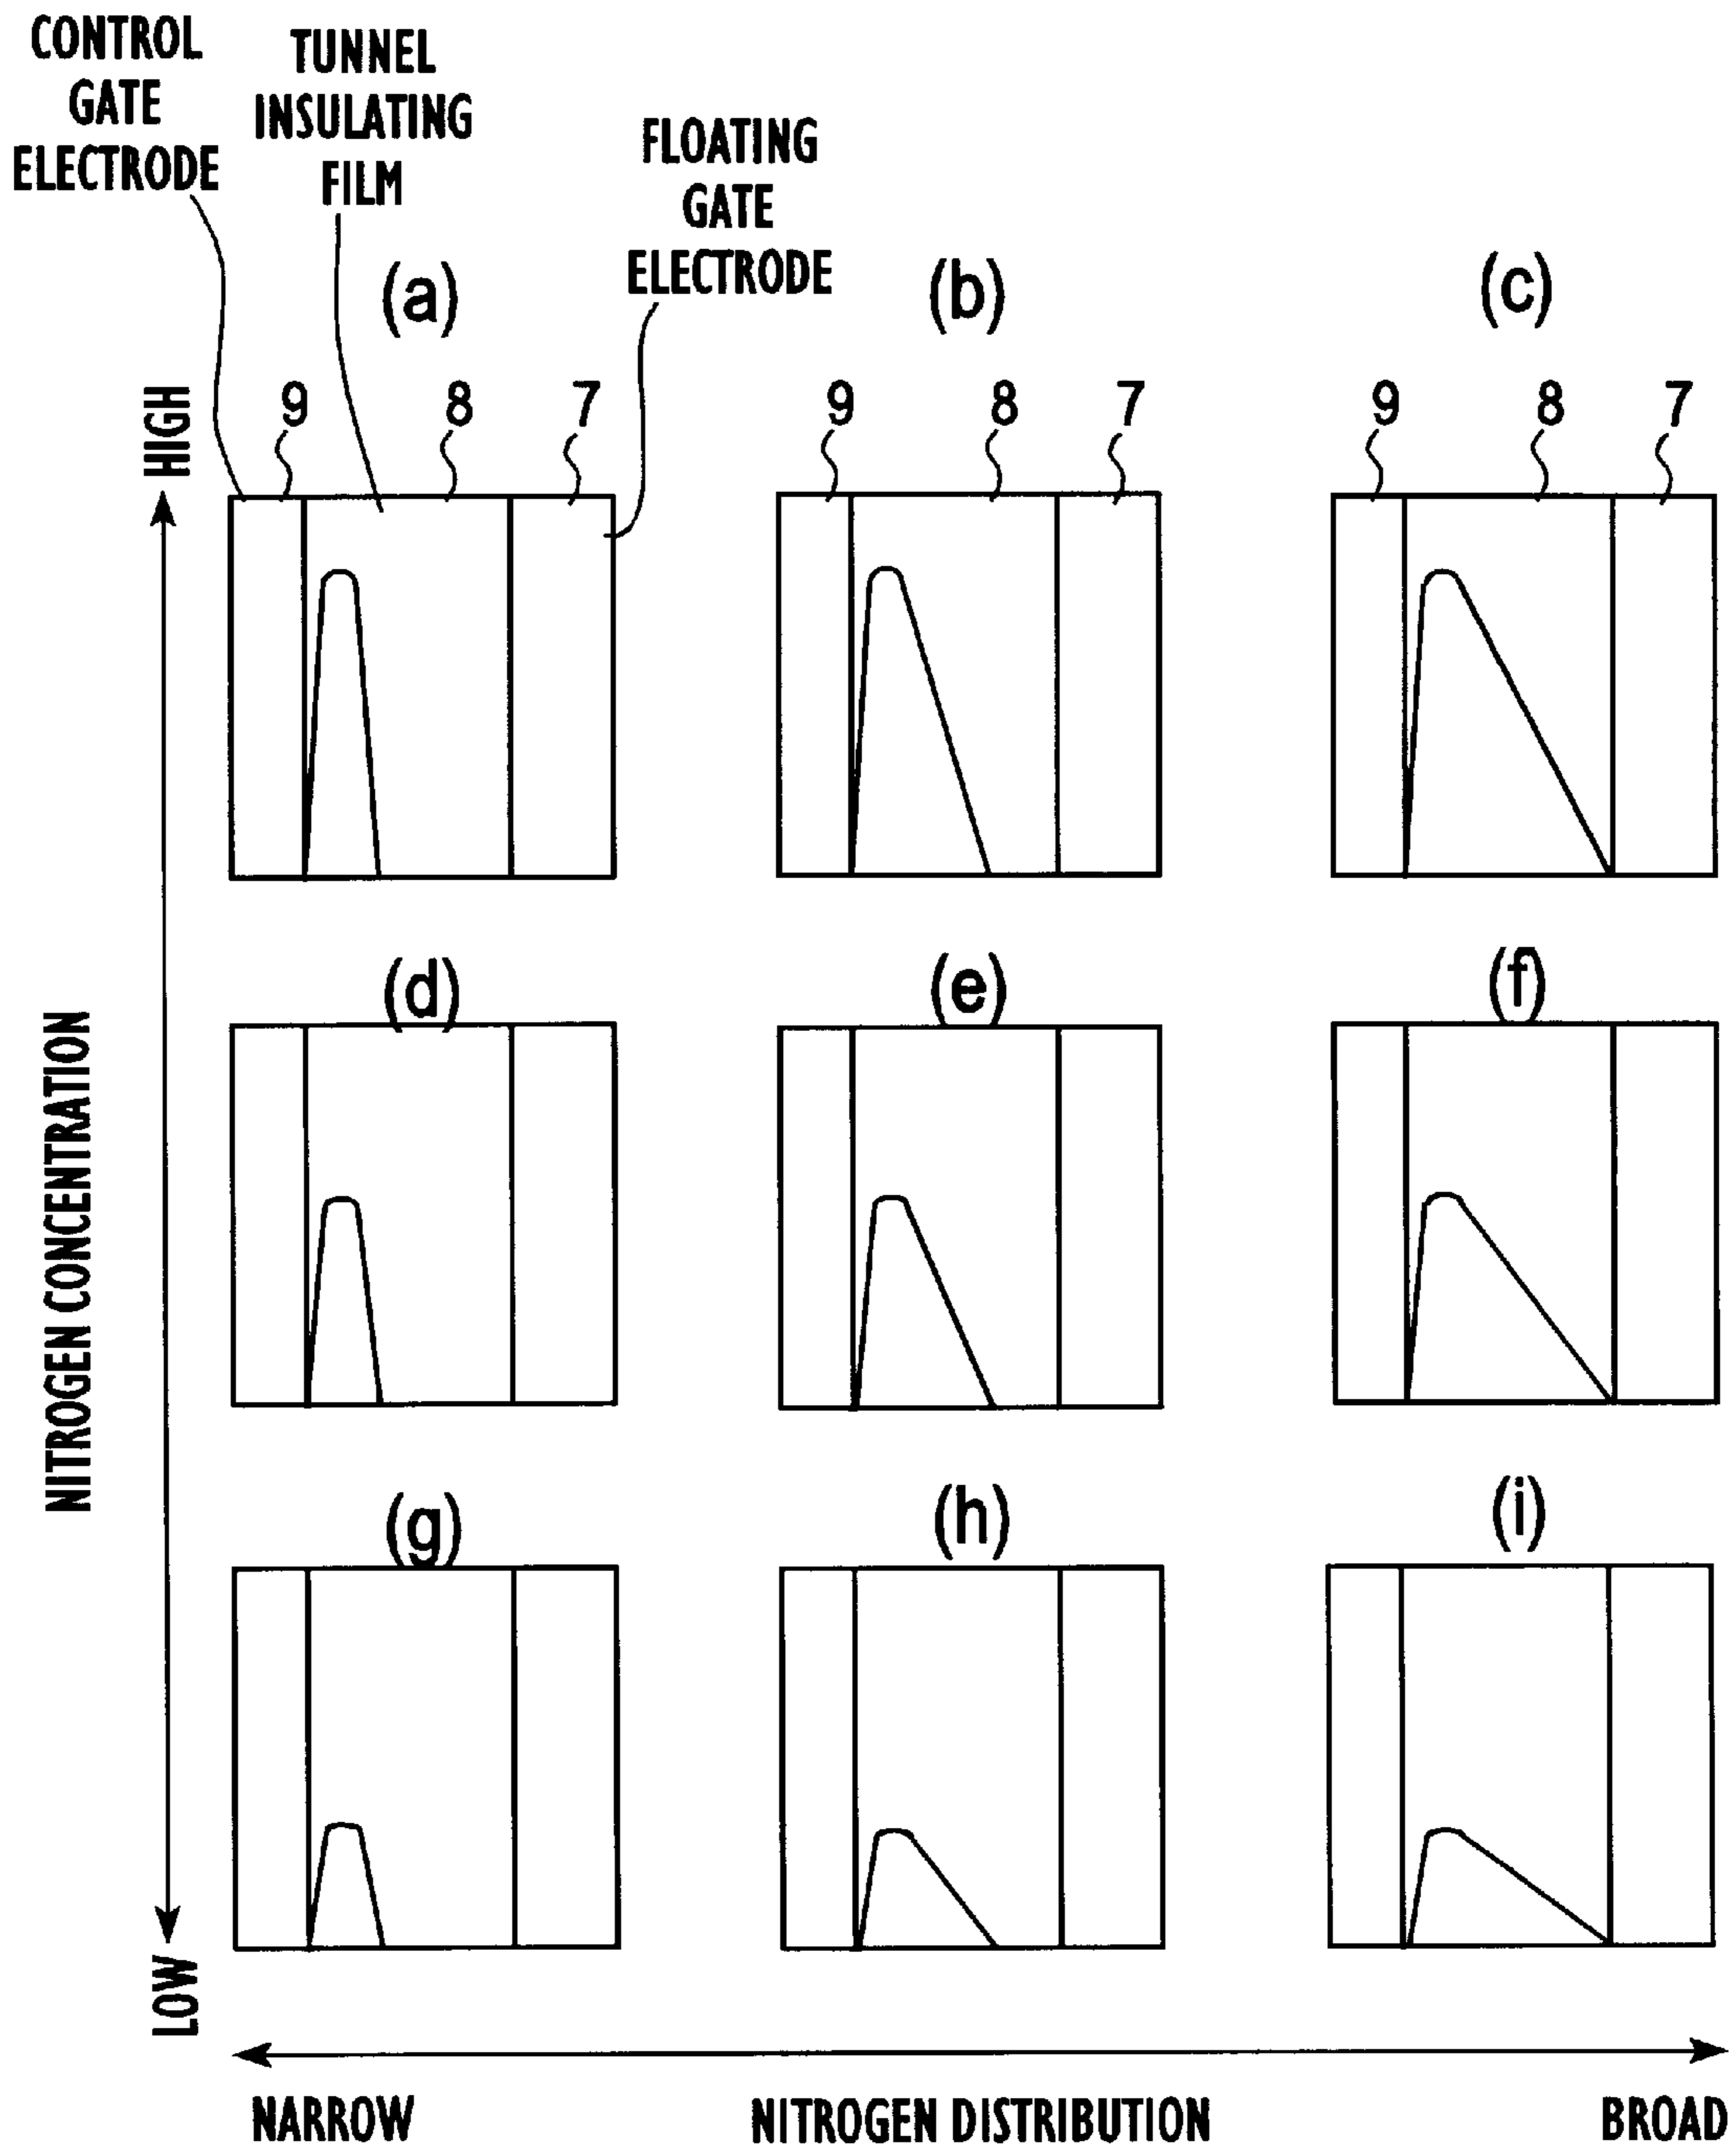 CONTROL
GATE
ELECTRODE
TUNNEL
INSULATING
FILM
FLOATING
GATE
ELECTRODE
(a)
(b)
(c)
HIGH
9
8
7
9
8
7
9
8
7
(d)
(e)
(f)
NITROGEN CONCENTRATION
(g)
(h)
(i)
LOW
NARROW
NITROGEN DISTRIBUTION
BROAD